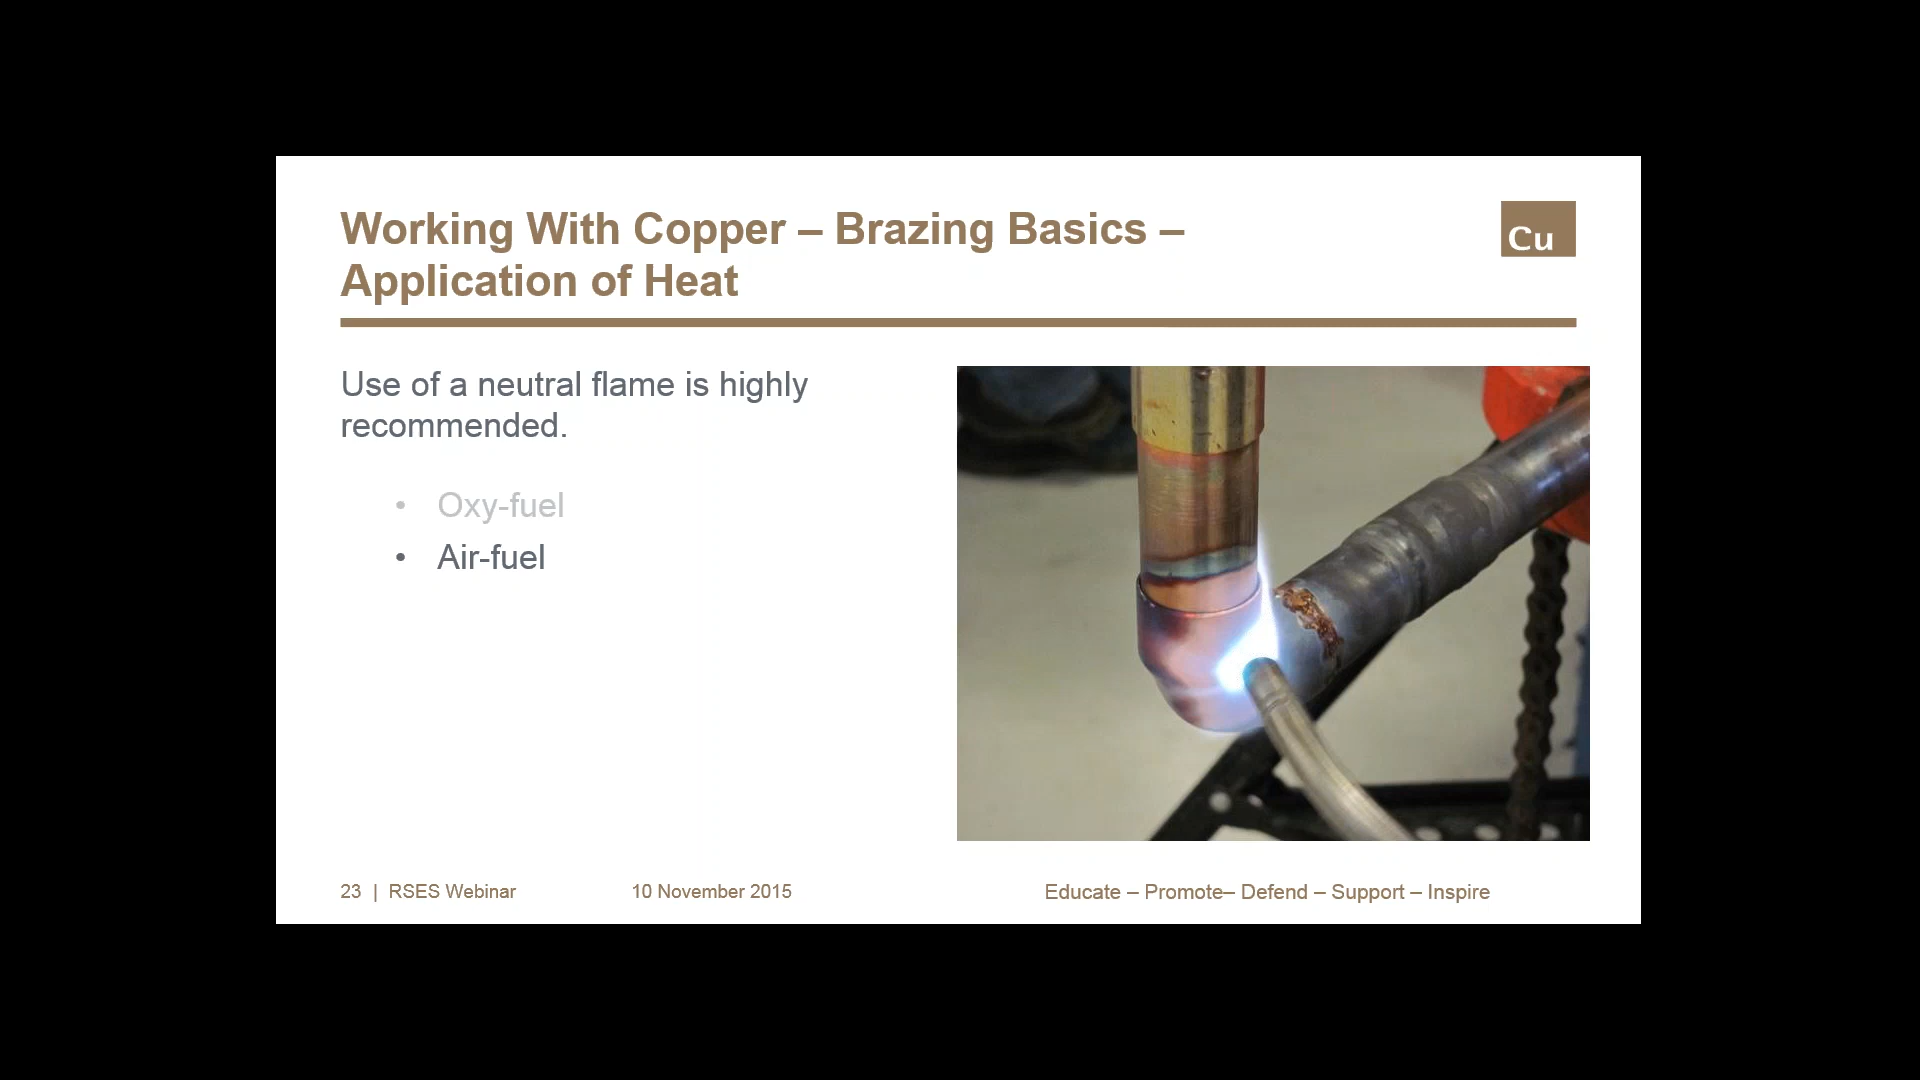 Working With Copper – Brazing Basics –
Application of Heat
Cu
Use of a neutral flame is highly
recommended.
• Oxy-fuel
• Air-fuel
23 | RSES Webinar 10 November 2015 Educate – Promote– Defend – Support – Inspire